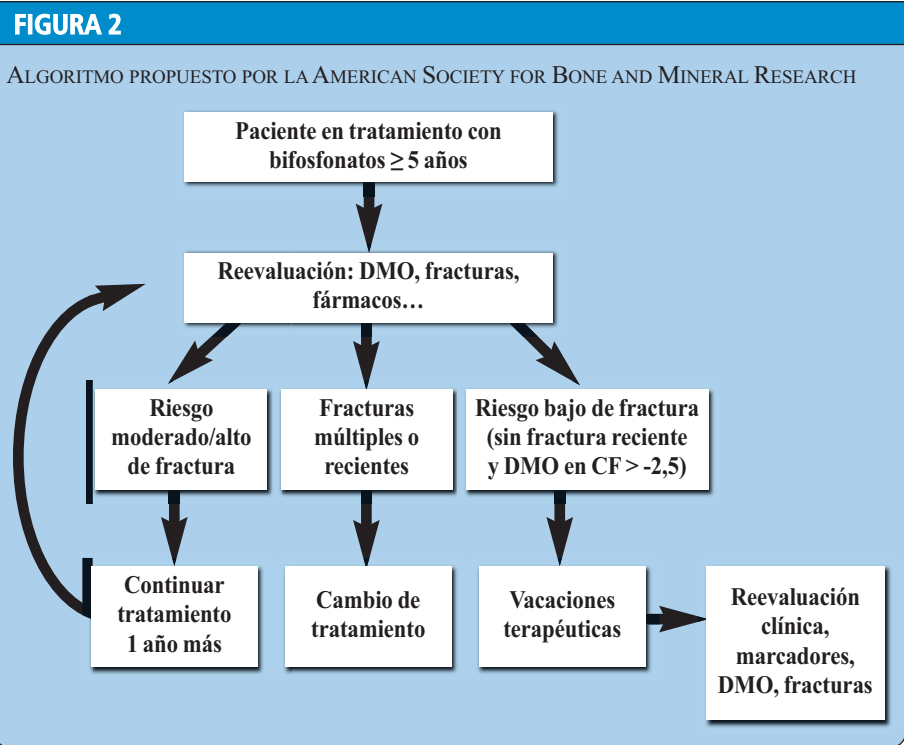 FIGURA 2
ALGORITMO PROPUESTO POR LA AMERICAN SOCIETY FOR BONE AND MINERAL RESEARCH
Paciente en tratamiento con
bifosfonatos ≥ 5 años
Reevaluación: DMO, fracturas,
fármacos…
Riesgo
moderado/alto
de fractura
Fracturas
múltiples o
recientes
Riesgo bajo de fractura
(sin fractura reciente
y DMO en CF > -2,5)
Continuar
tratamiento
1 año más
Cambio de
tratamiento
Vacaciones
terapéuticas
Reevaluación
clínica,
marcadores,
DMO, fracturas